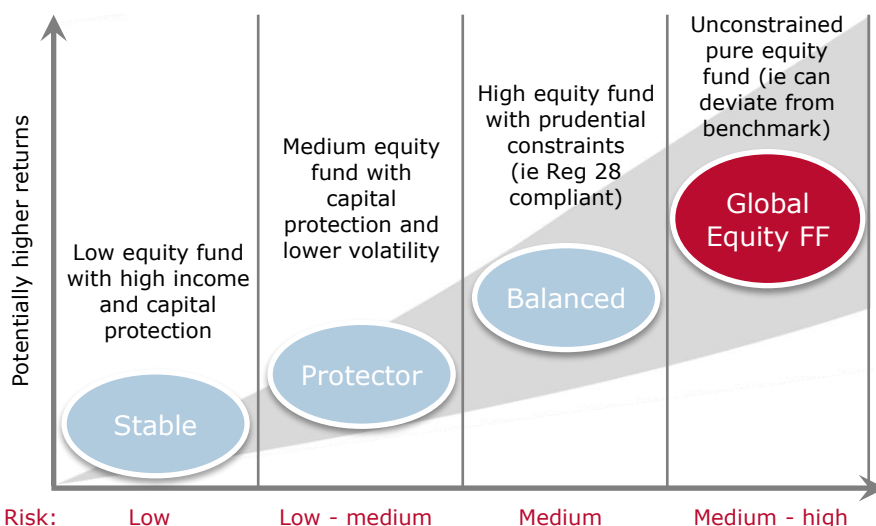 Potentially higher returns
Low equity fund
with high income
and capital
protection
Stable
Medium equity
fund with
capital
protection and
lower volatility
Protector
High equity fund
with prudential
constraints
(ie Reg 28
compliant)
Balanced
Unconstrained
pure equity
fund (ie can
deviate from
benchmark)
Global
Equity FF
Risk: Low Low - medium Medium Medium - high